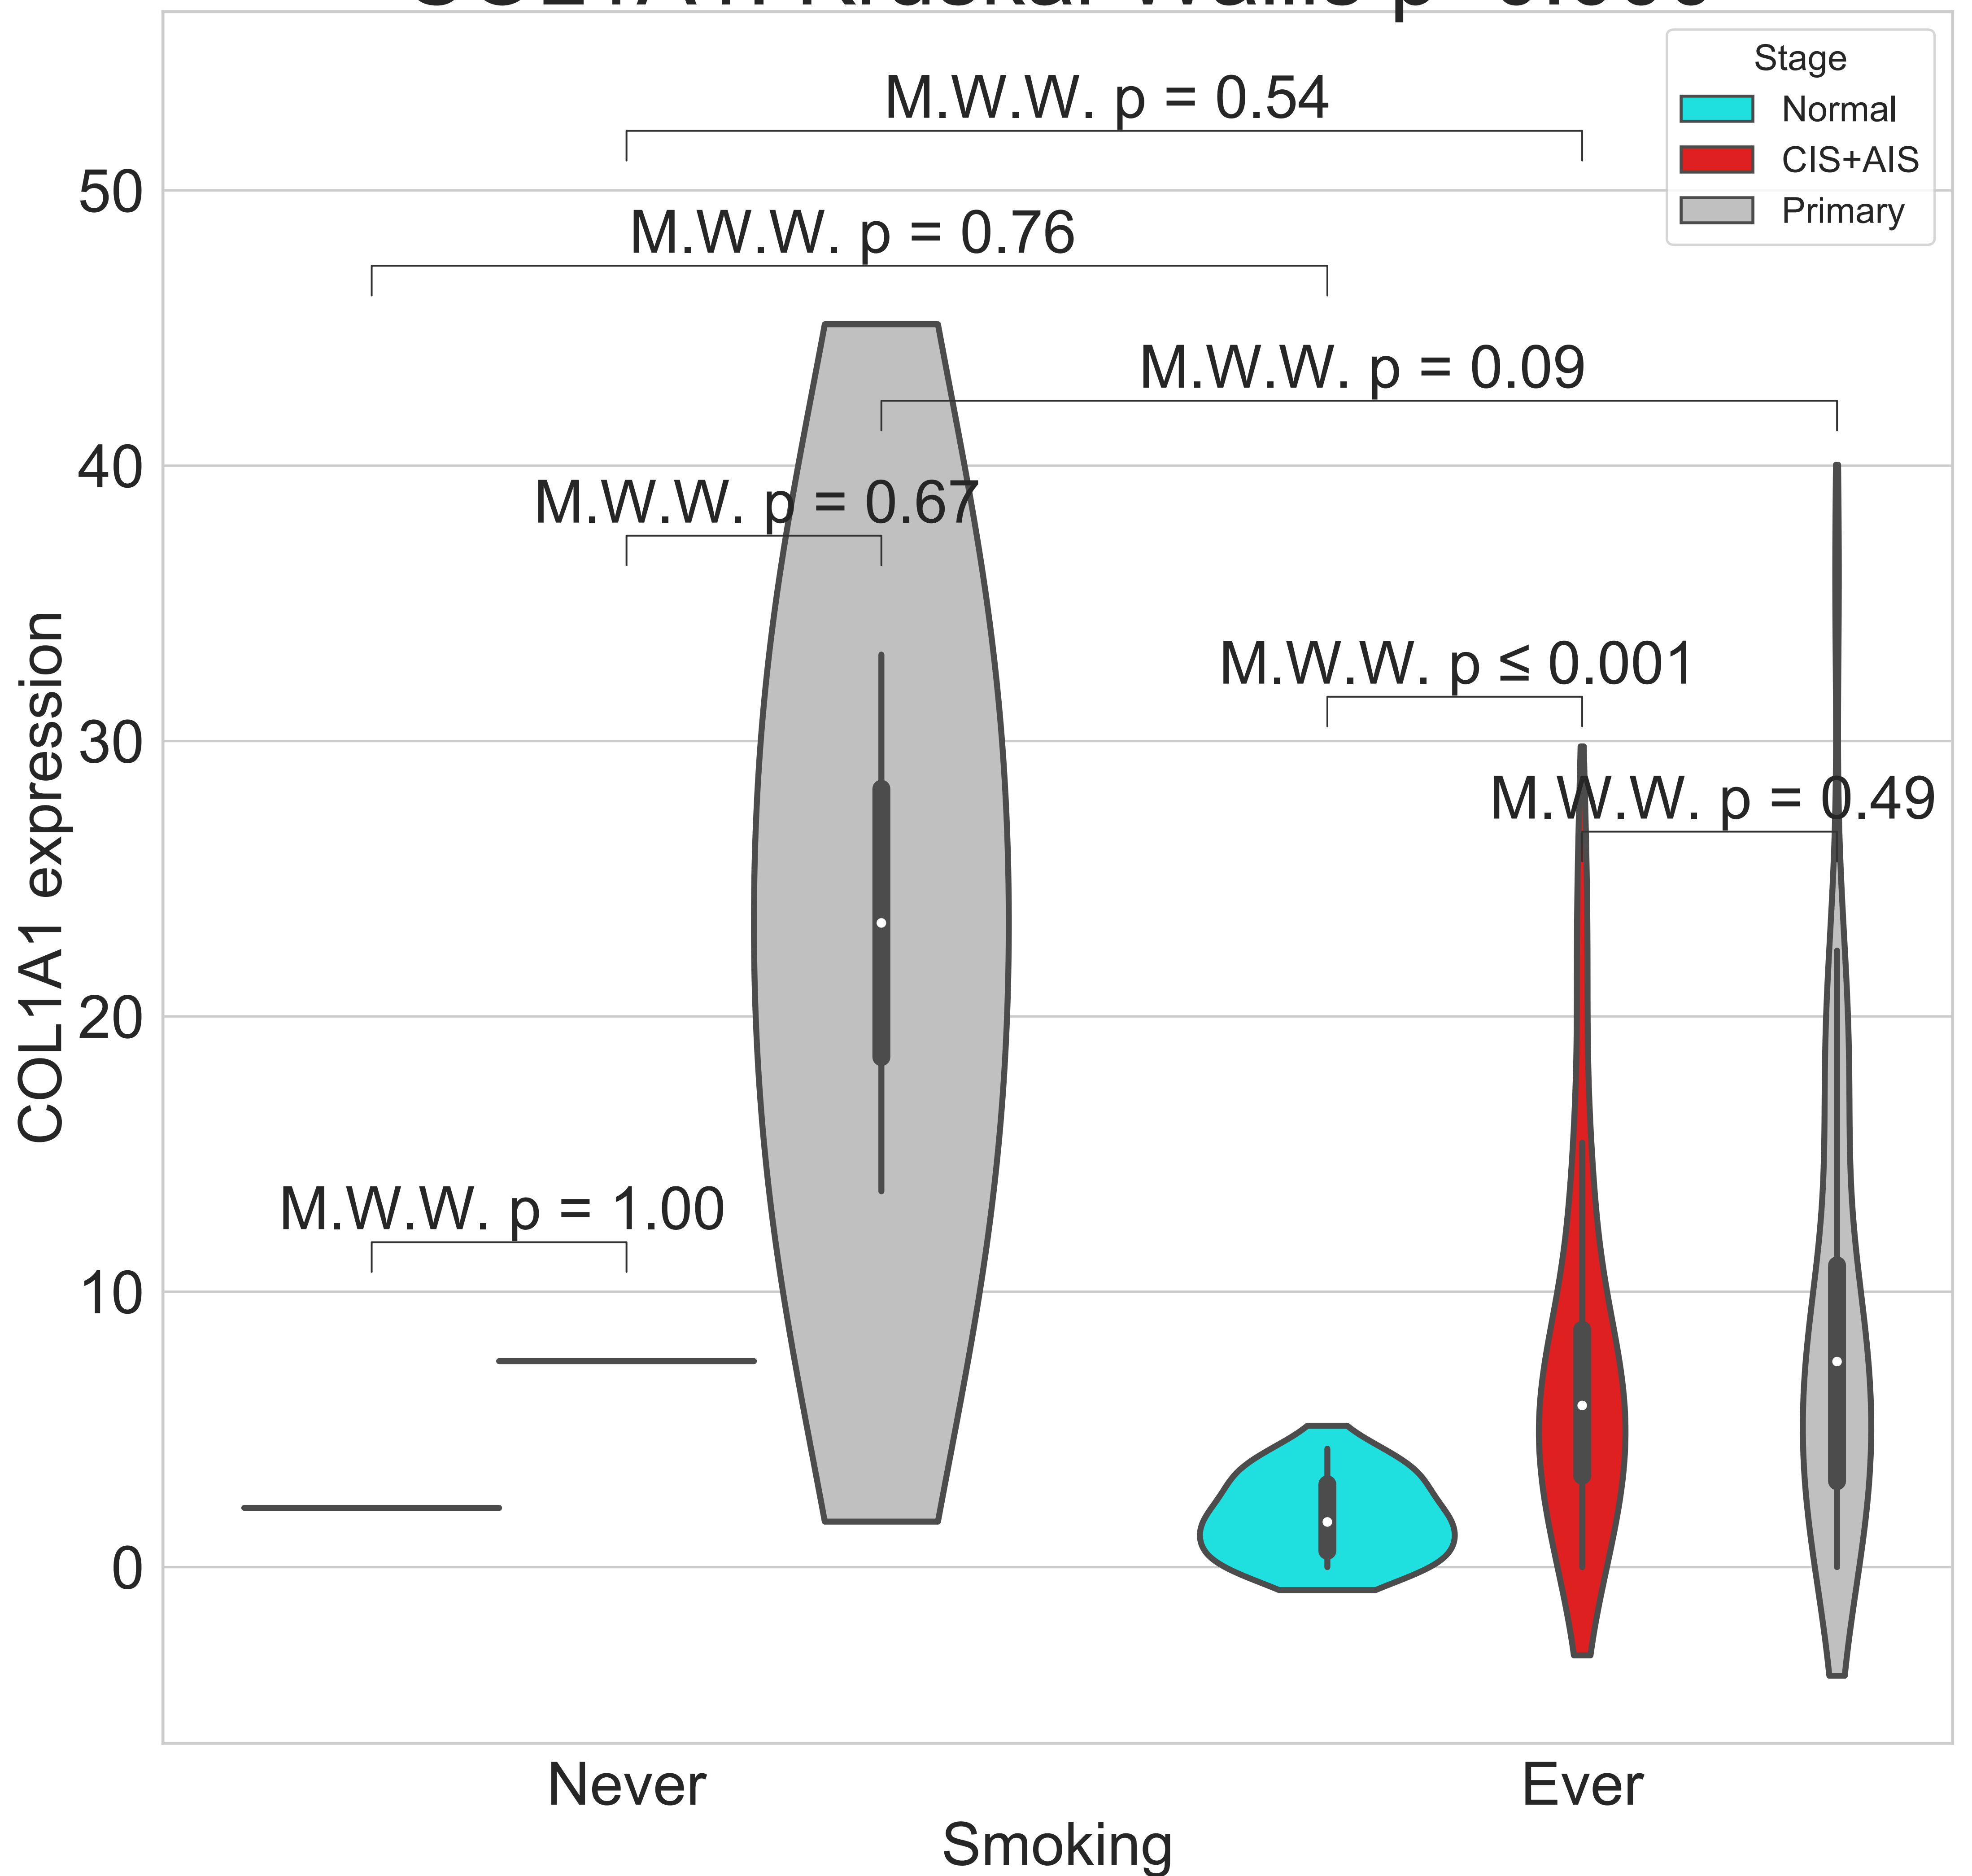 Stage
Normal
CIS+AIS
Primary
M.W.W. p = 0.54
M.W.W. p = 0.76
M.W.W. p = 0.09
M.W.W. p = 0.67
M.W.W. p ≤ 0.001
M.W.W. p = 0.49
M.W.W. p = 1.00
50
40
30
20
10
0
COL1A1 expression
Never
Ever
Smoking